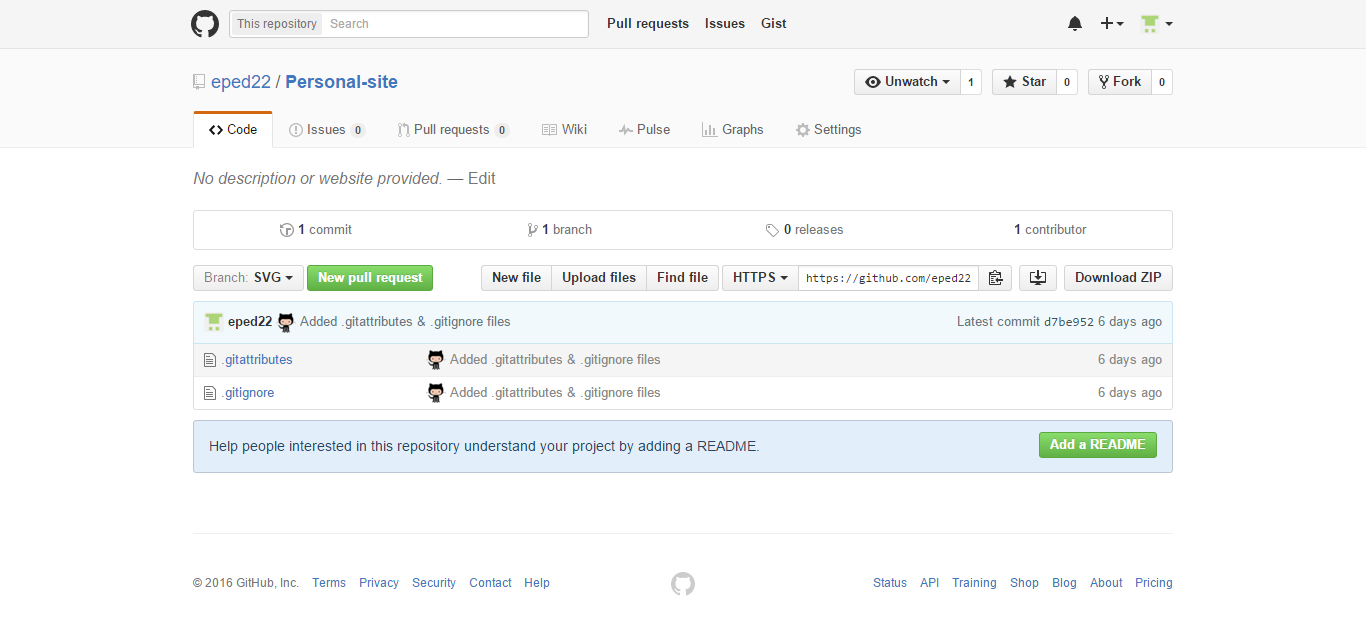 This repository Search Pull requests Issues Gist
eped22 / Personal-site Unwatch 1 Star 0 Fork 0
Code Issues 0 Pull requests 0 Wiki Pulse Graphs Settings
No description or website provided. — Edit
1 commit 1 branch 0 releases 1 contributor
Branch: SVG New pull request New file Upload files Find file HTTPS https://github.com/eped22 Download ZIP
eped22 Added .gitattributes & .gitignore files Latest commit d7be952 6 days ago
.gitattributes Added .gitattributes & .gitignore files 6 days ago
.gitignore Added .gitattributes & .gitignore files 6 days ago
Help people interested in this repository understand your project by adding a README. Add a README
© 2016 GitHub, Inc. Terms Privacy Security Contact Help Status API Training Shop Blog About Pricing